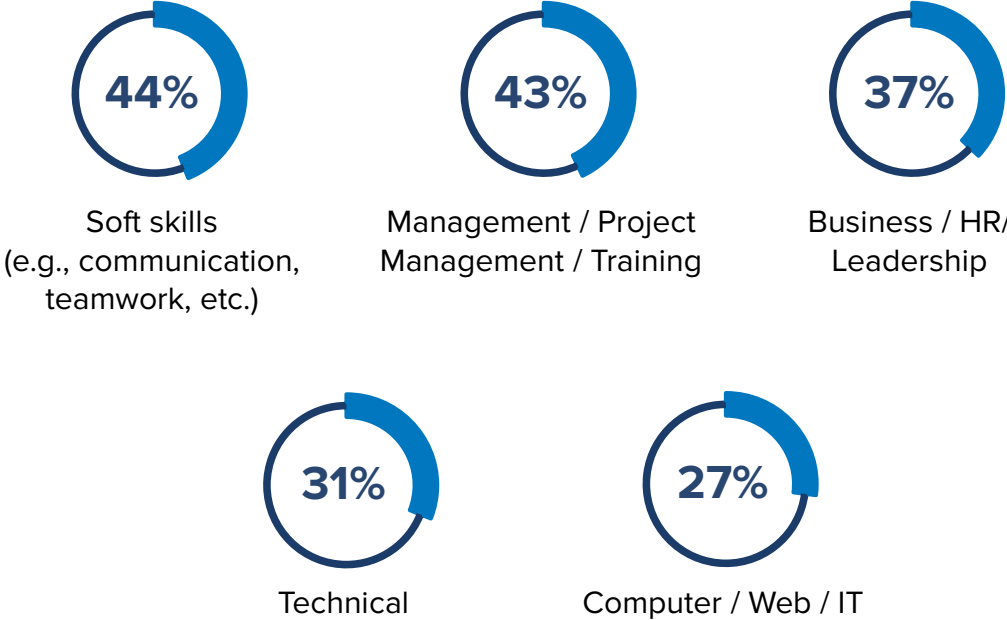 44%
43%
37%
Soft skills
(e.g., communication,
teamwork, etc.)
Management / Project
Management / Training
Business / HR/
Leadership
31%
27%
Technical
Computer / Web / IT